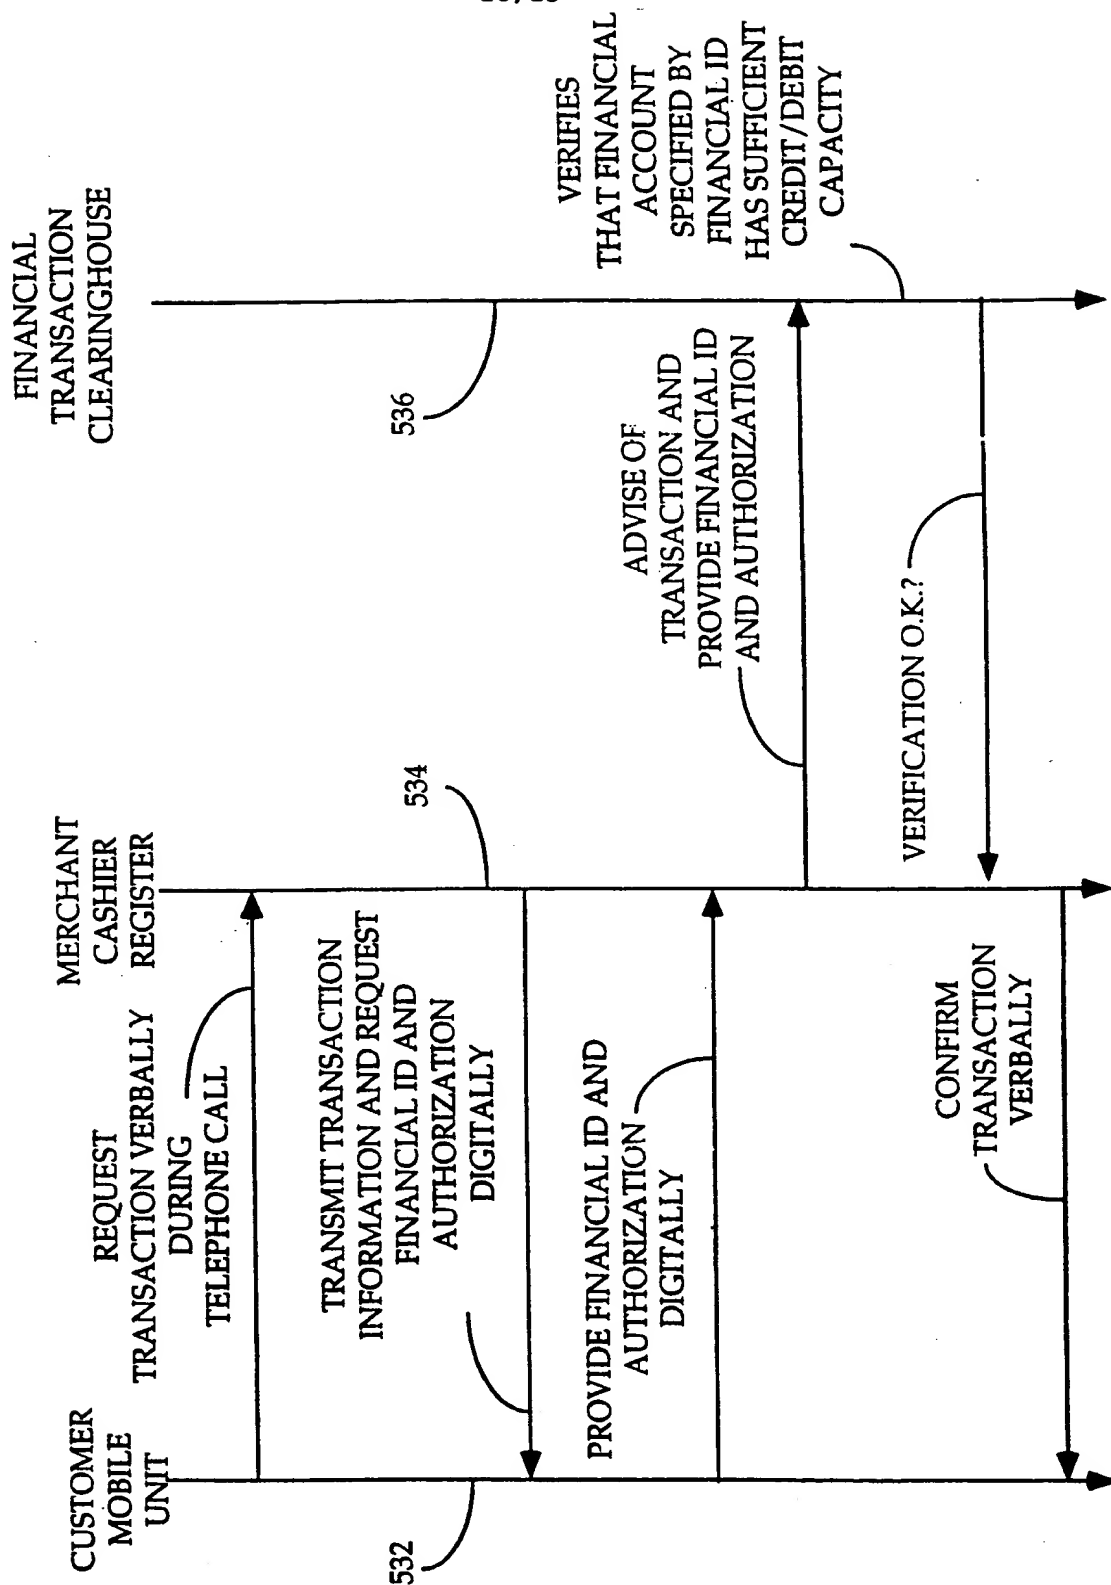 CUSTOMER
MOBILE
UNIT
MERCHANT
CASHIER
REGISTER
FINANCIAL
TRANSACTION
CLEARINGHOUSE
REQUEST
TRANSACTION VERBALLY
DURING
TELEPHONE CALL
532
534
536
TRANSMIT TRANSACTION
INFORMATION AND REQUEST
FINANCIAL ID AND
AUTHORIZATION
DIGITALLY
PROVIDE FINANCIAL ID AND
AUTHORIZATION
DIGITALLY
ADVISE OF
TRANSACTION AND
PROVIDE FINANCIAL ID
AND AUTHORIZATION
VERIFIES
THAT FINANCIAL
ACCOUNT
SPECIFIED BY
FINANCIAL ID
HAS SUFFICIENT
CREDIT/DEBIT
CAPACITY
VERIFICATION O.K.?
CONFIRM
TRANSACTION
VERBALLY